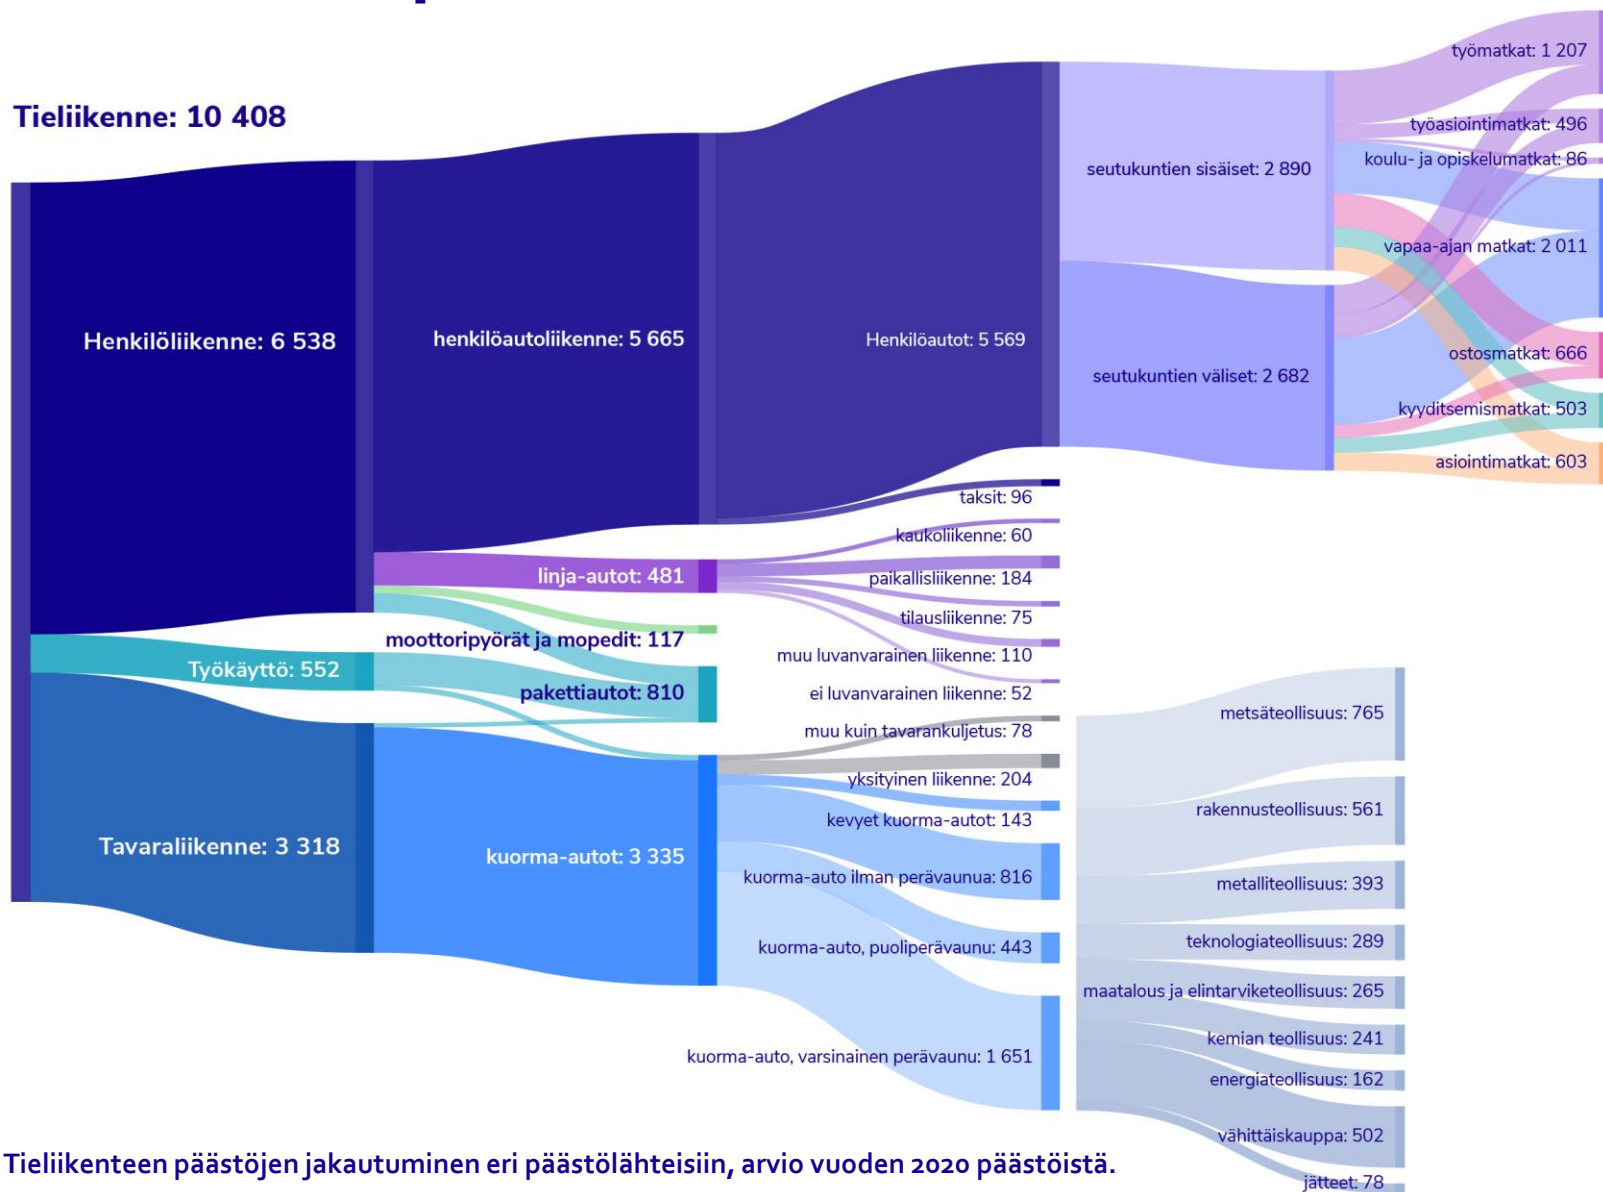 Tieliikenne: 10 408
Henkilöliikenne: 6 538
Työkäyttö: 552
Tavaraliikenne: 3 318
henkilöautoliikenne: 5 665
linja-autot: 481
moottoripyörät ja mopedit: 117
pakettiautot: 810
kuorma-autot: 3 335
Henkilöautot: 5 569
taksit: 96
kaukoliikenne: 60
paikallisliikenne: 184
tilausliikenne: 75
muu luvanvarainen liikenne: 110
ei luvanvarainen liikenne: 52
muu kuin tavarankuljetus: 78
yksityinen liikenne: 204
kevyet kuorma-autot: 143
kuorma-auto ilman perävaunua: 816
kuorma-auto, puoliperävaunu: 443
kuorma-auto, varsinainen perävaunu: 1 651
seutukuntien sisäiset: 2 890
seutukuntien väliset: 2 682
työmatkat: 1 207
työasiointimatkat: 496
koulu- ja opiskelumatkat: 86
vapaa-ajan matkat: 2 011
ostosmatkat: 666
kyyditsemismatkat: 503
asiointimatkat: 603
metsäteollisuus: 765
rakennusteollisuus: 561
metalliteollisuus: 393
teknologiateollisuus: 289
maatalous ja elintarviketeollisuus: 265
kemian teollisuus: 241
energiateollisuus: 162
vähittäiskauppa: 502
jätteet: 78
Tieliikenteen päästöjen jakautuminen eri päästölähteisiin, arvio vuoden 2020 päästöistä.